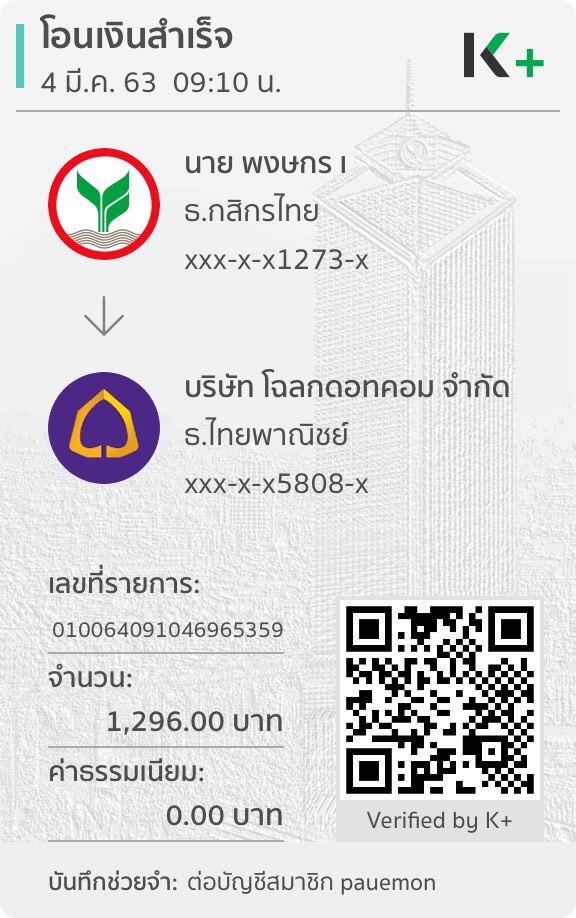 โอนเงินสำเร็จ
4 มี.ค. 63 09:10 น.
K+
นาย พงษกร เ
ธ.กสิกรไทย
xxx-x-x1273-x
บริษัท โฉลกดอทคอม จำกัด
ธ.ไทยพาณิชย์
xxx-x-x5808-x
เลขที่รายการ:
010064091046965359
จำนวน:
1,296.00 บาท
ค่าธรรมเนียม:
0.00 บาท
Verified by K+
บันทึกช่วยจำ: ต่อบัญชีสมาชิก pauemon